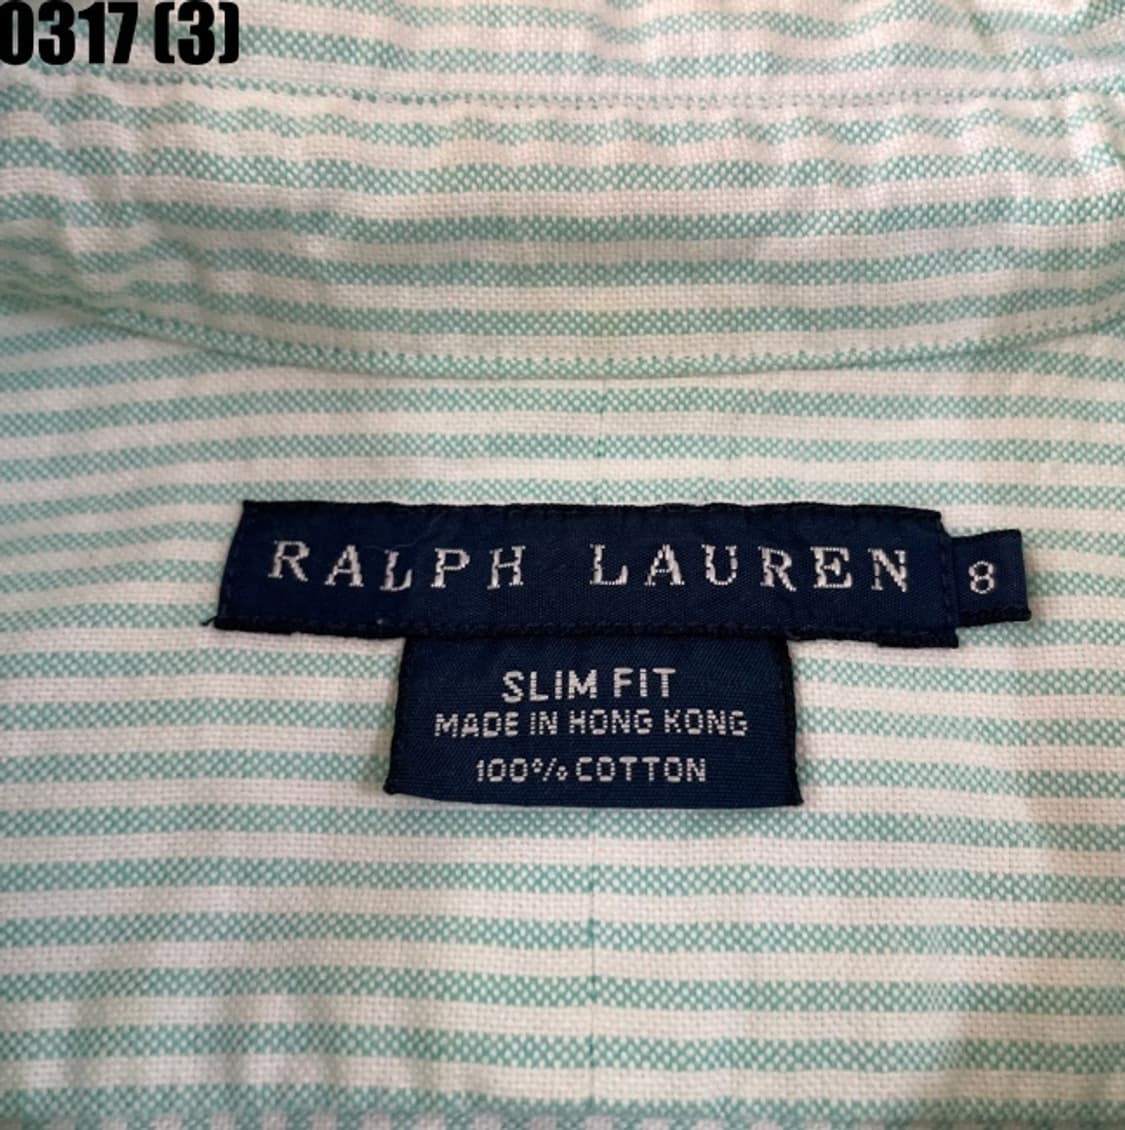 0317 (3)
RALPH LAUREN 8
SLIM FIT
MADE IN HONG KONG
100% COTTON